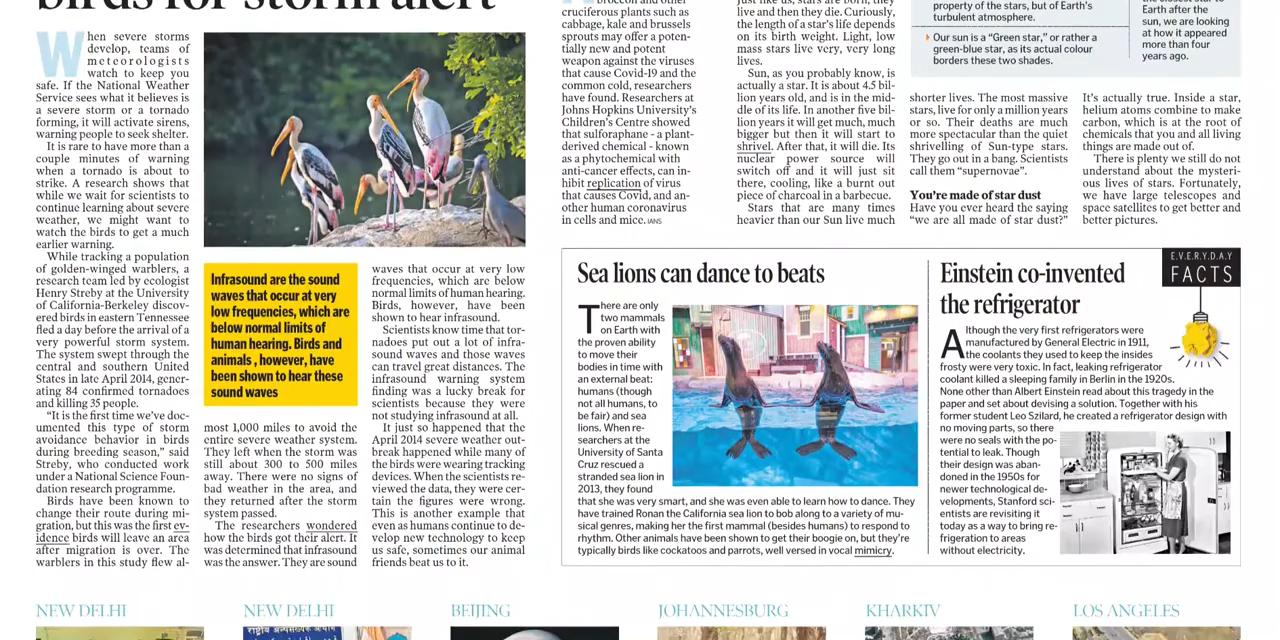 birds for storm alert
When severe storms
develop, teams of
meteorologists
watch to keep you
safe. If the National Weather
Service sees what it believes is
a severe storm or a tornado
forming, it will activate sirens,
warning people to seek shelter.
It is rare to have more than a
couple minutes of warning
when a tornado is about to
strike. A research shows that
while we wait for scientists to
continue learning about severe
weather, we might want to
watch the birds to get a much
earlier warning.
While tracking a population
of golden-winged warblers, a
research team led by ecologist
Henry Streby at the University
of California-Berkeley discov-
ered birds in eastern Tennessee
fled a day before the arrival of a
very powerful storm system.
The system swept through the
central and southern United
States in late April 2014, gener-
ating 84 confirmed tornadoes
and killing 35 people.
“It is the first time we’ve doc-
umented this type of storm
avoidance behavior in birds
during breeding season,” said
Streby, who conducted work
under a National Science Foun-
dation research programme.
Birds have been known to
change their route during mi-
gration, but this was the first ev-
idence birds will leave an area
after migration is over. The
warblers in this study flew al-
Infrasound are the sound
waves that occur at very
low frequencies, which are
below normal limits of
human hearing. Birds and
animals , however, have
been shown to hear these
sound waves
most 1,000 miles to avoid the
entire severe weather system.
They left when the storm was
still about 300 to 500 miles
away. There were no signs of
bad weather in the area, and
they returned after the storm
system passed.
The researchers wondered
how the birds got their alert. It
was determined that infrasound
was the answer. They are sound
waves that occur at very low
frequencies, which are below
normal limits of human hearing.
Birds, however, have been
shown to hear infrasound.
Scientists know time that tor-
nadoes put out a lot of infra-
sound waves and those waves
can travel great distances. The
infrasound warning system
finding was a lucky break for
scientists because they were
not studying infrasound at all.
It just so happened that the
April 2014 severe weather out-
break happened while many of
the birds were wearing tracking
devices. When the scientists re-
viewed the data, they were cer-
tain the figures were wrong.
This is another example that
even as humans continue to de-
velop new technology to keep
us safe, sometimes our animal
friends beat us to it.
broccoli and other
cruciferous plants such as
cabbage, kale and brussels
sprouts may offer a poten-
tially new and potent
weapon against the viruses
that cause Covid-19 and the
common cold, researchers
have found. Researchers at
Johns Hopkins University’s
Children’s Centre showed
that sulforaphane - a plant-
derived chemical - known
as a phytochemical with
anti-cancer effects, can in-
hibit replication of virus
that causes Covid, and an-
other human coronavirus
in cells and mice. IANS
Just like us, stars are born, they
live and then they die. Curiously,
the length of a star’s life depends
on its birth weight. Light, low
mass stars live very, very long
lives.
Sun, as you probably know, is
actually a star. It is about 4.5 bil-
lion years old, and is in the mid-
dle of its life. In another five bil-
lion years it will get much, much
bigger but then it will start to
shrivel. After that, it will die. Its
nuclear power source will
switch off and it will just sit
there, cooling, like a burnt out
piece of charcoal in a barbecue.
Stars that are many times
heavier than our Sun live much
property of the stars, but of Earth’s
turbulent atmosphere.
Our sun is a “Green star,” or rather a
green-blue star, as its actual colour
borders these two shades.
Earth after the
sun, we are looking
at how it appeared
more than four
years ago.
shorter lives. The most massive
stars, live for only a million years
or so. Their deaths are much
more spectacular than the quiet
shrivelling of Sun-type stars.
They go out in a bang. Scientists
call them “supernovae”.
You’re made of star dust
Have you ever heard the saying
“we are all made of star dust?”
It’s actually true. Inside a star,
helium atoms combine to make
carbon, which is at the root of
chemicals that you and all living
things are made out of.
There is plenty we still do not
understand about the mysteri-
ous lives of stars. Fortunately,
we have large telescopes and
space satellites to get better and
better pictures.
Sea lions can dance to beats
There are only
two mammals
on Earth with
the proven ability
to move their
bodies in time with
an external beat:
humans (though
not all humans, to
be fair) and sea
lions. When re-
searchers at the
University of Santa
Cruz rescued a
stranded sea lion in
2013, they found
that she was very smart, and she was even able to learn how to dance. They
have trained Ronan the California sea lion to bob along to a variety of mu-
sical genres, making her the first mammal (besides humans) to respond to
rhythm. Other animals have been shown to get their boogie on, but they’re
typically birds like cockatoos and parrots, well versed in vocal mimicry.
E.V.E.R.Y.D.A.Y
FACTS
Einstein co-invented
the refrigerator
Although the very first refrigerators were
manufactured by General Electric in 1911,
the coolants they used to keep the insides
frosty were very toxic. In fact, leaking refrigerator
coolant killed a sleeping family in Berlin in the 1920s.
None other than Albert Einstein read about this tragedy in the
paper and set about devising a solution. Together with his
former student Leo Szilard, he created a refrigerator design with
no moving parts, so there
were no seals with the po-
tential to leak. Though
their design was aban-
doned in the 1950s for
newer technological de-
velopments, Stanford sci-
entists are revisiting it
today as a way to bring re-
frigeration to areas
without electricity.
NEW DELHI
NEW DELHI
BEIJING
JOHANNESBURG
KHARKIV
LOS ANGELES